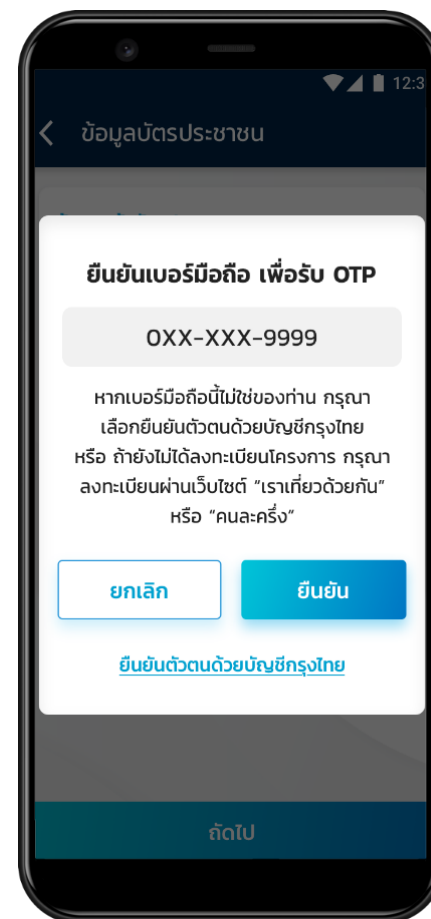 12:3
ข้อมูลบัตรประชาชน
ยืนยันเบอร์มือถือ เพื่อรับ OTP
0XX-XXX-9999
หากเบอร์มือถือนี้ไม่ใช่ของท่าน กรุณา
เลือกยืนยันตัวตนด้วยบัญชีกรุงไทย
หรือ ถ้ายังไม่ได้ลงทะเบียนโครงการ กรุณา
ลงทะเบียนผ่านเว็บไซต์ “เราเที่ยวด้วยกัน”
หรือ “คนละครึ่ง”
ยกเลิก ยืนยัน
ยืนยันตัวตนด้วยบัญชีกรุงไทย
ถัดไป